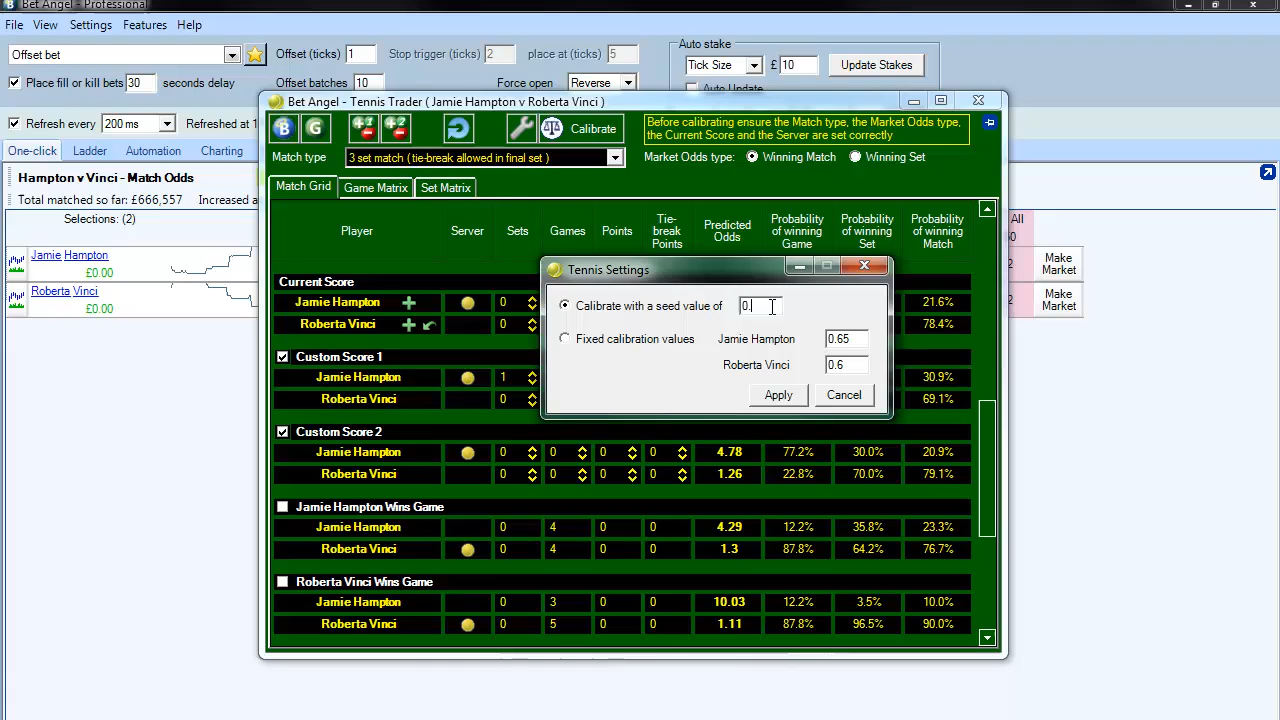 Bet Angel - Professional
File View Settings Features Help
Offset bet Offset (ticks) 1 Stop trigger (ticks) 2 place at (ticks) 5 Auto stake
Tick Size £ 10 Update Stakes
Place fill or kill bets 30 seconds delay Offset batches 10 Force open Reverse Auto Update
Bet Angel - Tennis Trader ( Jamie Hampton v Roberta Vinci )
Refresh every 200 ms Refreshed at 1
B G +1 +2 Calibrate
Before calibrating ensure the Match type, the Market Odds type,
the Current Score and the Server are set correctly
One-click Ladder Automation Charting
Match type 3 set match ( tie-break allowed in final set ) Market Odds type: Winning Match Winning Set
Hampton v Vinci - Match Odds
Match Grid Game Matrix Set Matrix
Total matched so far: £666,557 Increased a
Selections: (2)
All
Player Server Sets Games Points Tie-break Points Predicted Odds Probability of winning Game Probability of winning Set Probability of winning Match
Jamie Hampton
£0.00
Make Market
Roberta Vinci
£0.00
Make Market
Tennis Settings
Calibrate with a seed value of 0.
Fixed calibration values Jamie Hampton 0.65
Roberta Vinci 0.6
Apply Cancel
Current Score
Jamie Hampton 0 21.6%
Roberta Vinci 0 78.4%
Custom Score 1
Jamie Hampton 1 30.9%
Roberta Vinci 0 69.1%
Custom Score 2
Jamie Hampton 0 0 0 0 4.78 77.2% 30.0% 20.9%
Roberta Vinci 0 0 0 0 1.26 22.8% 70.0% 79.1%
Jamie Hampton Wins Game
Jamie Hampton 0 4 0 0 4.29 12.2% 35.8% 23.3%
Roberta Vinci 0 4 0 0 1.3 87.8% 64.2% 76.7%
Roberta Vinci Wins Game
Jamie Hampton 0 3 0 0 10.03 12.2% 3.5% 10.0%
Roberta Vinci 0 5 0 0 1.11 87.8% 96.5% 90.0%